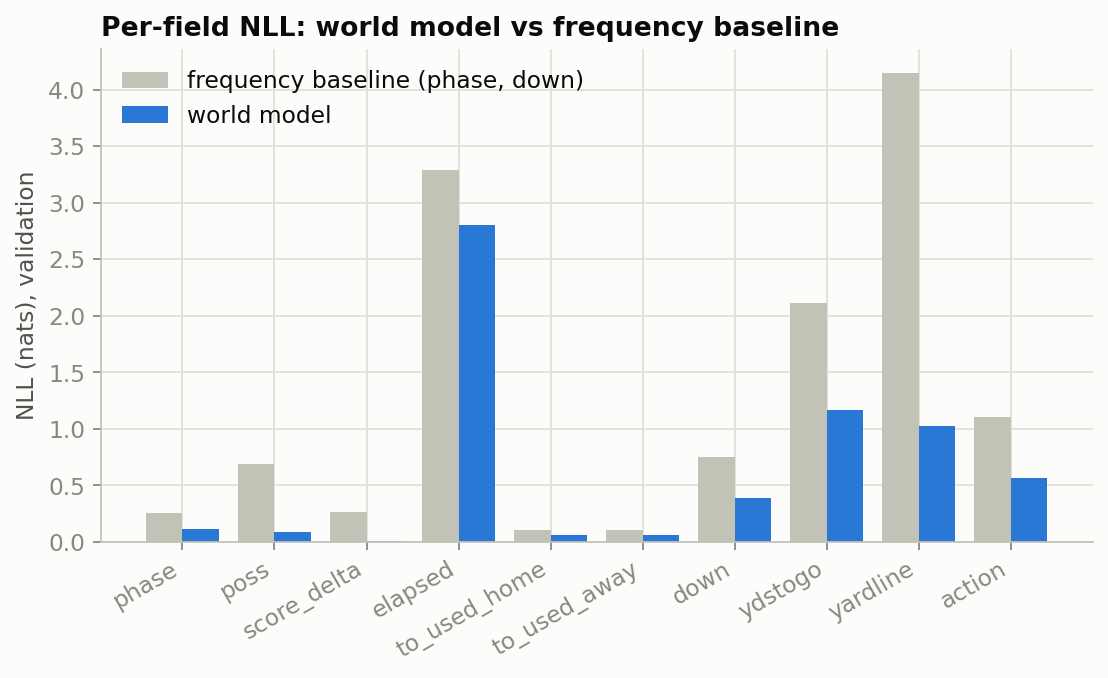 Per-field NLL: world model vs frequency baseline
frequency baseline (phase, down)
world model
NLL (nats), validation
4.0
3.5
3.0
2.5
2.0
1.5
1.0
0.5
0.0
phase
poss
score_delta
elapsed
to_used_home
to_used_away
down
ydstogo
yardline
action